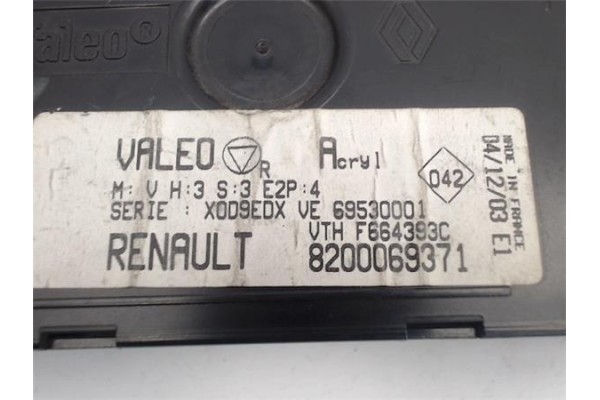 Valeo®
VALEO R Acryl
M: V H:3 S:3 E2P:4
042
SERIE : X0D9EDX VE 69530001
VTH F664393C
RENAULT 8200069371
MADE IN FRANCE
04/12/03 E1